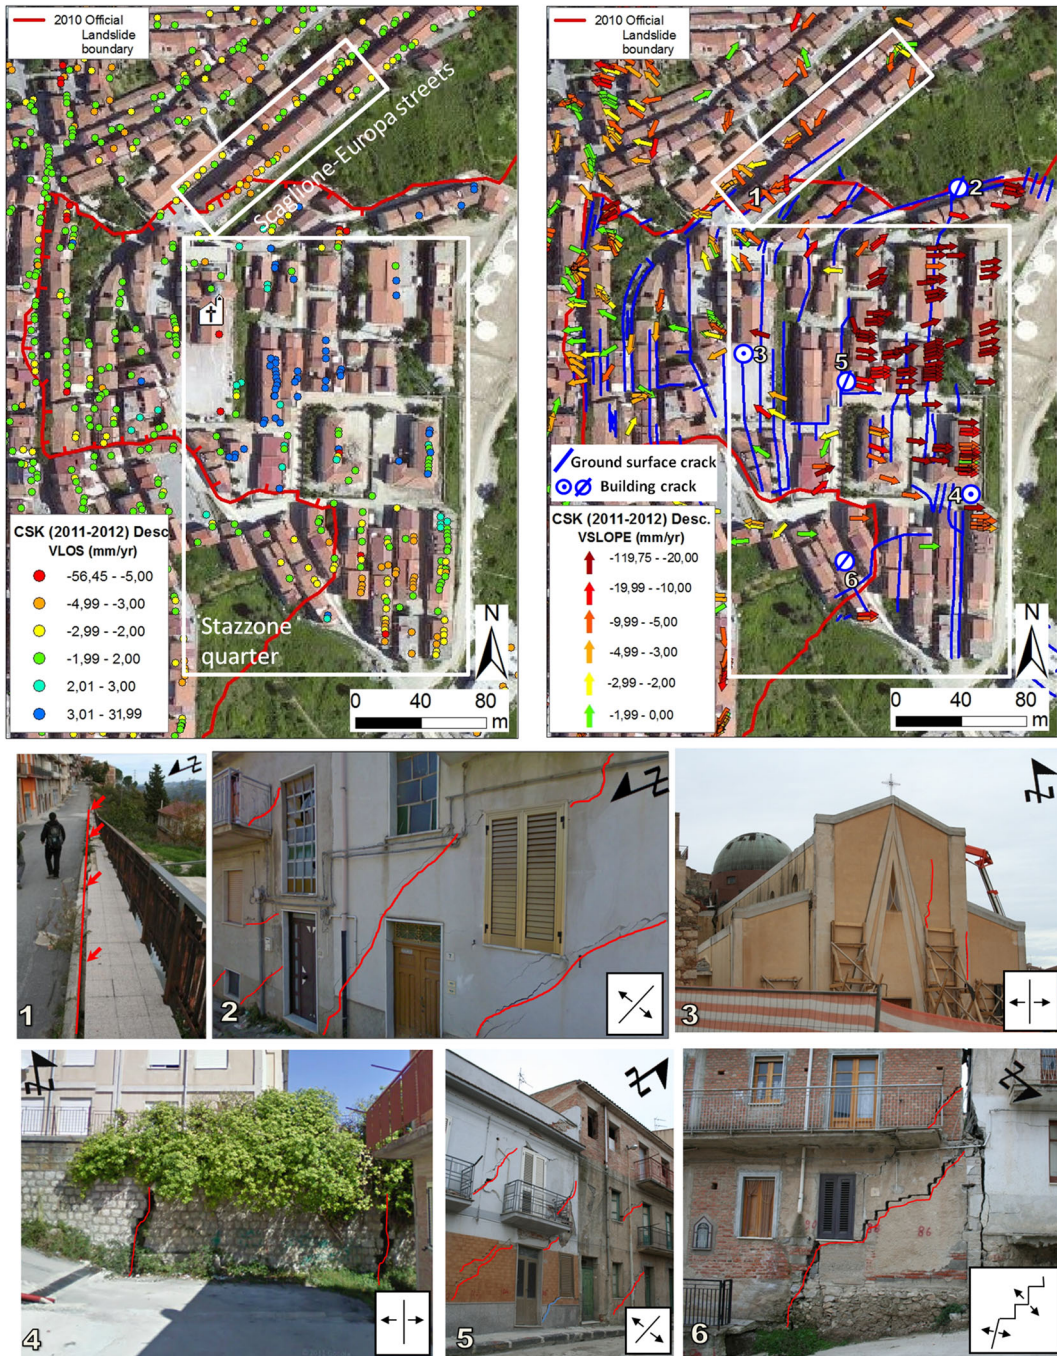 2010 Official
Landslide
boundary
Scaglione-Europa streets
CSK (2011-2012) Desc.
VLOS (mm/yr)
-56,45 - -5,00
-4,99 - -3,00
-2,99 - -2,00
-1,99 - 2,00
2,01 - 3,00
3,01 - 31,99
Stazzone
quarter
N
0 40 80
m
2010 Official
Landslide
boundary
1
2
3
5
4
6
Ground surface crack
Building crack
CSK (2011-2012) Desc.
VSLOPE (mm/yr)
-119,75 - -20,00
-19,99 - -10,00
-9,99 - -5,00
-4,99 - -3,00
-2,99 - -2,00
-1,99 - 0,00
N
0 40 80
m
N
1
N
2
N
3
N
4
N
5
N
86
86
6